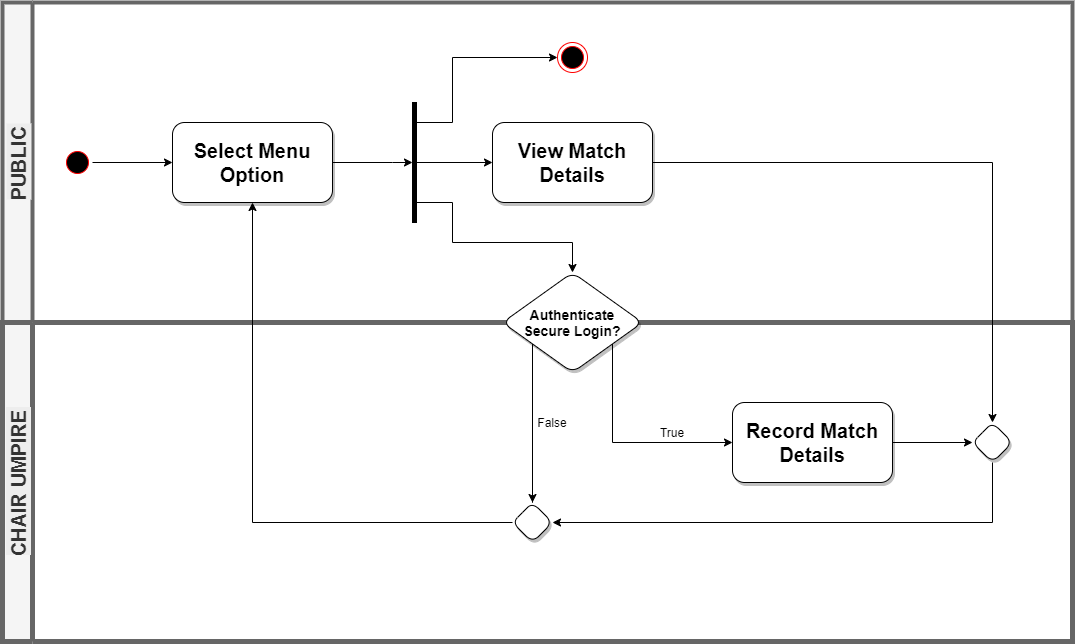 PUBLIC
Select Menu
Option
View Match
Details
Authenticate
Secure Login?
CHAIR UMPIRE
False
True
Record Match
Details